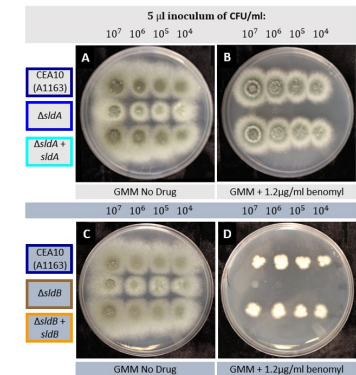 5 µl inoculum of CFU/ml:
10⁷ 10⁶ 10⁵ 10⁴ 10⁷ 10⁶ 10⁵ 10⁴
A B
CEA10
(A1163)
ΔsldA
ΔsldA +
sldA
GMM No Drug GMM + 1.2µg/ml benomyl
10⁷ 10⁶ 10⁵ 10⁴ 10⁷ 10⁶ 10⁵ 10⁴
C D
CEA10
(A1163)
ΔsldB
ΔsldB +
sldB
GMM No Drug GMM + 1.2µg/ml benomyl